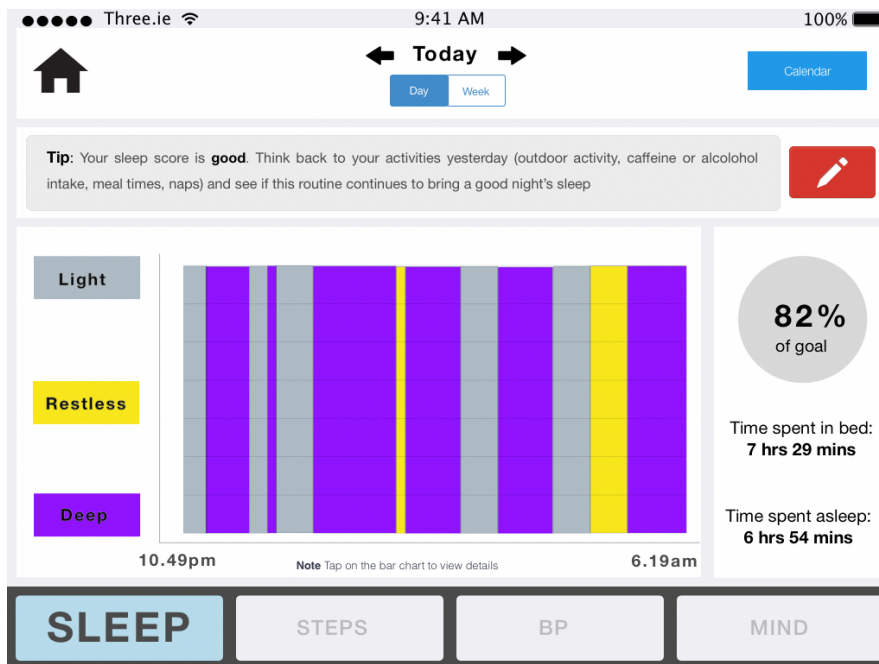 Three.ie
9:41 AM
100%
Today
Day
Week
Calendar
Tip: Your sleep score is good. Think back to your activities yesterday (outdoor activity, caffeine or alcolohol
intake, meal times, naps) and see if this routine continues to bring a good night's sleep
Light
Restless
Deep
10.49pm
6.19am
Note Tap on the bar chart to view details
82%
of goal
Time spent in bed:
7 hrs 29 mins
Time spent asleep:
6 hrs 54 mins
SLEEP
STEPS
BP
MIND